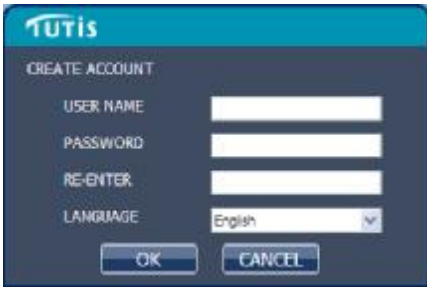 TUTiS
CREATE ACCOUNT
USER NAME
PASSWORD
RE-ENTER
LANGUAGE English
OK CANCEL